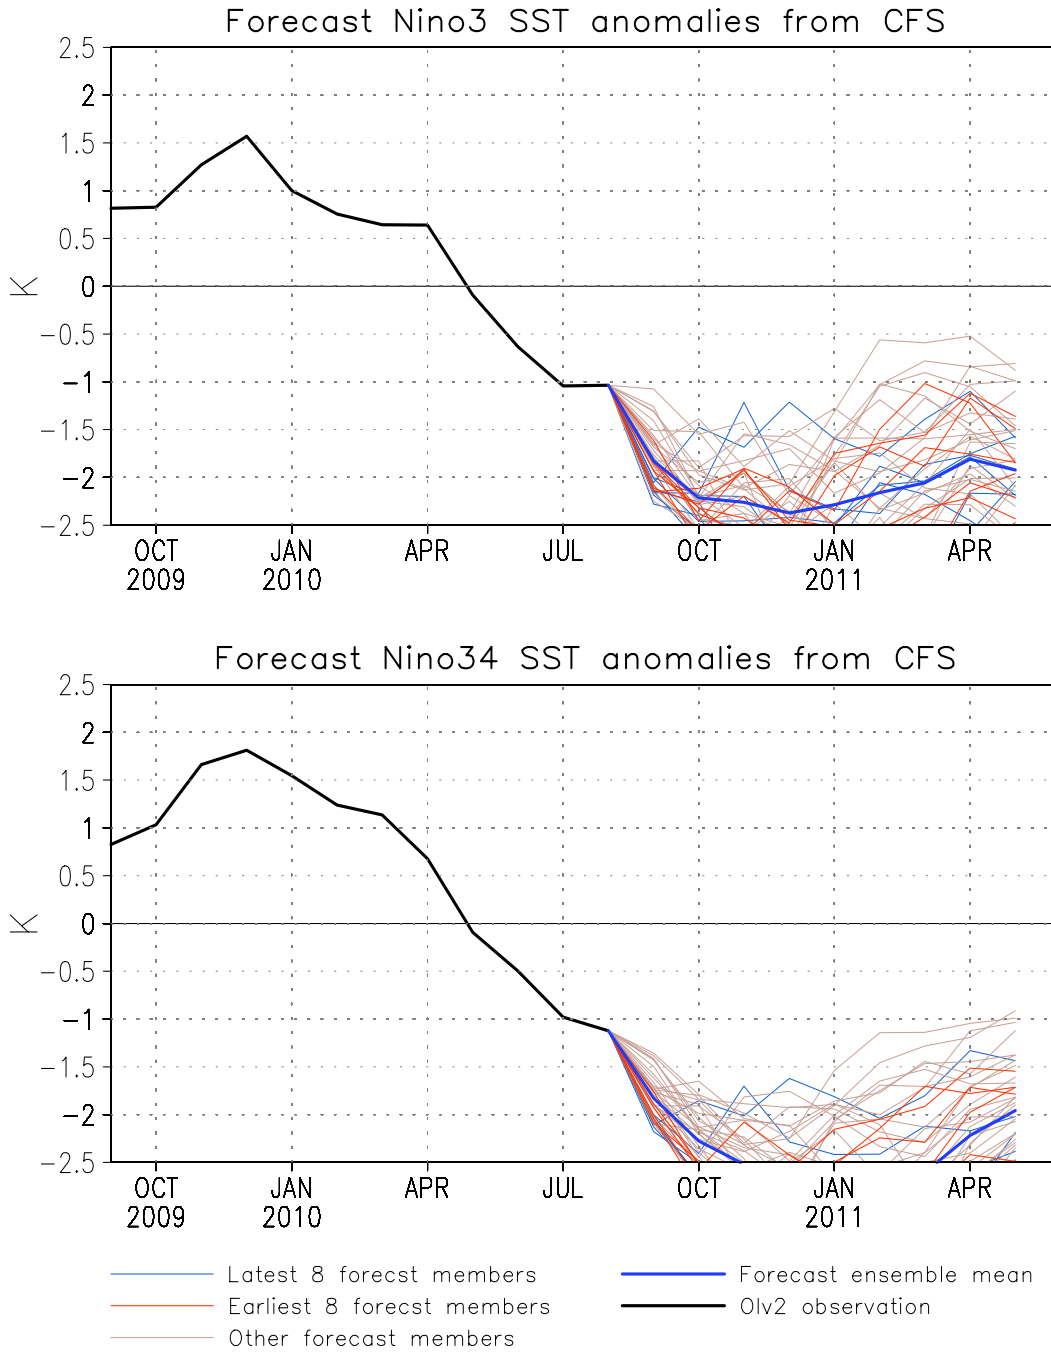 Forecast Nino3 SST anomalies from CFS
2.5
2
1.5
1
0.5
0
-0.5
-1
-1.5
-2
-2.5
K
OCT JAN APR JUL OCT JAN APR
2009 2010 2011
Forecast Nino34 SST anomalies from CFS
2.5
2
1.5
1
0.5
0
-0.5
-1
-1.5
-2
-2.5
K
OCT JAN APR JUL OCT JAN APR
2009 2010 2011
Latest 8 forecst members
Earliest 8 forecst members
Other forecast members
Forecast ensemble mean
OIv2 observation